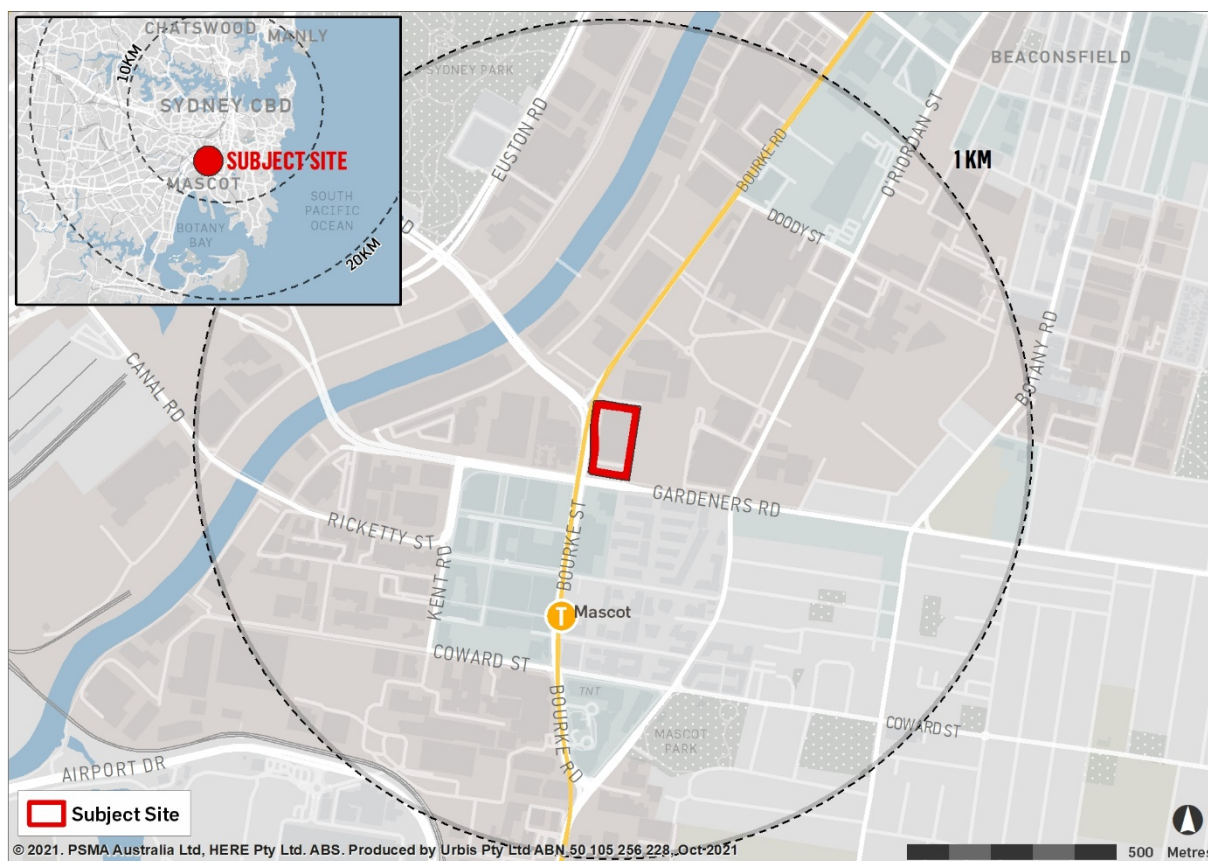 CHATSWOOD
MANLY
10KM
SYDNEY CBD
SUBJECT SITE
MASCOT
SOUTH
PACIFIC
OCEAN
BOTANY
BAY
20KM
SYDNEY PARK
EUSTON RD
BEACONSFIELD
BOURKE RD
O'RIORDAN ST
1 KM
DOODY ST
RD
CANAL RD
BOTANY RD
GARDENERS RD
RICKETTY ST
KENT RD
BOURKE ST
T
Mascot
COWARD ST
TNT
BOURKE RD
MASCOT
PARK
COWARD ST
AIRPORT DR
Subject Site
© 2021. PSMA Australia Ltd, HERE Pty Ltd. ABS. Produced by Urbis Pty Ltd ABN 50 105 256 228, Oct-2021
500 Metres